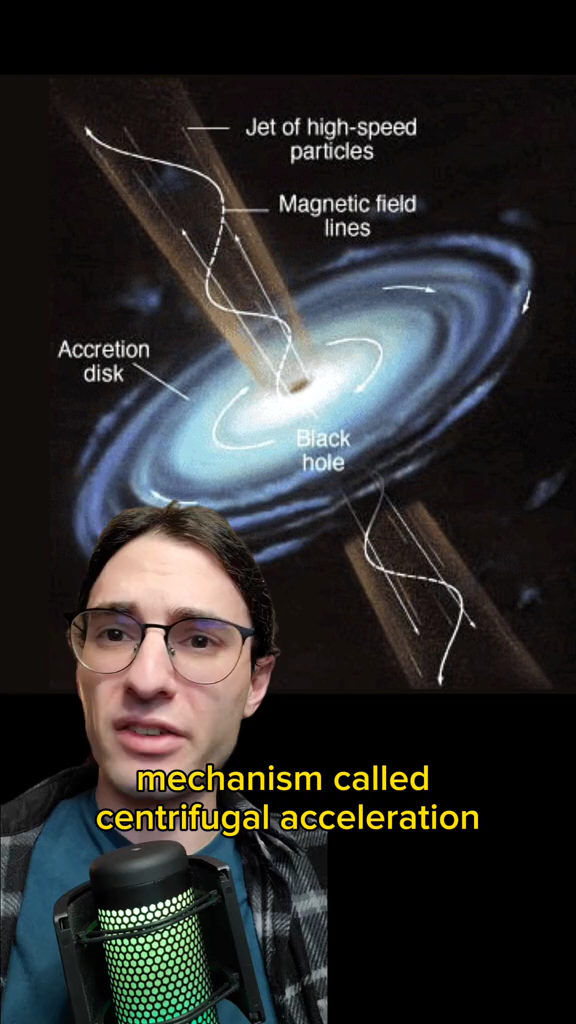 Jet of high-speed
particles
Magnetic field
lines
Accretion
disk
Black
hole
mechanism called
centrifugal acceleration